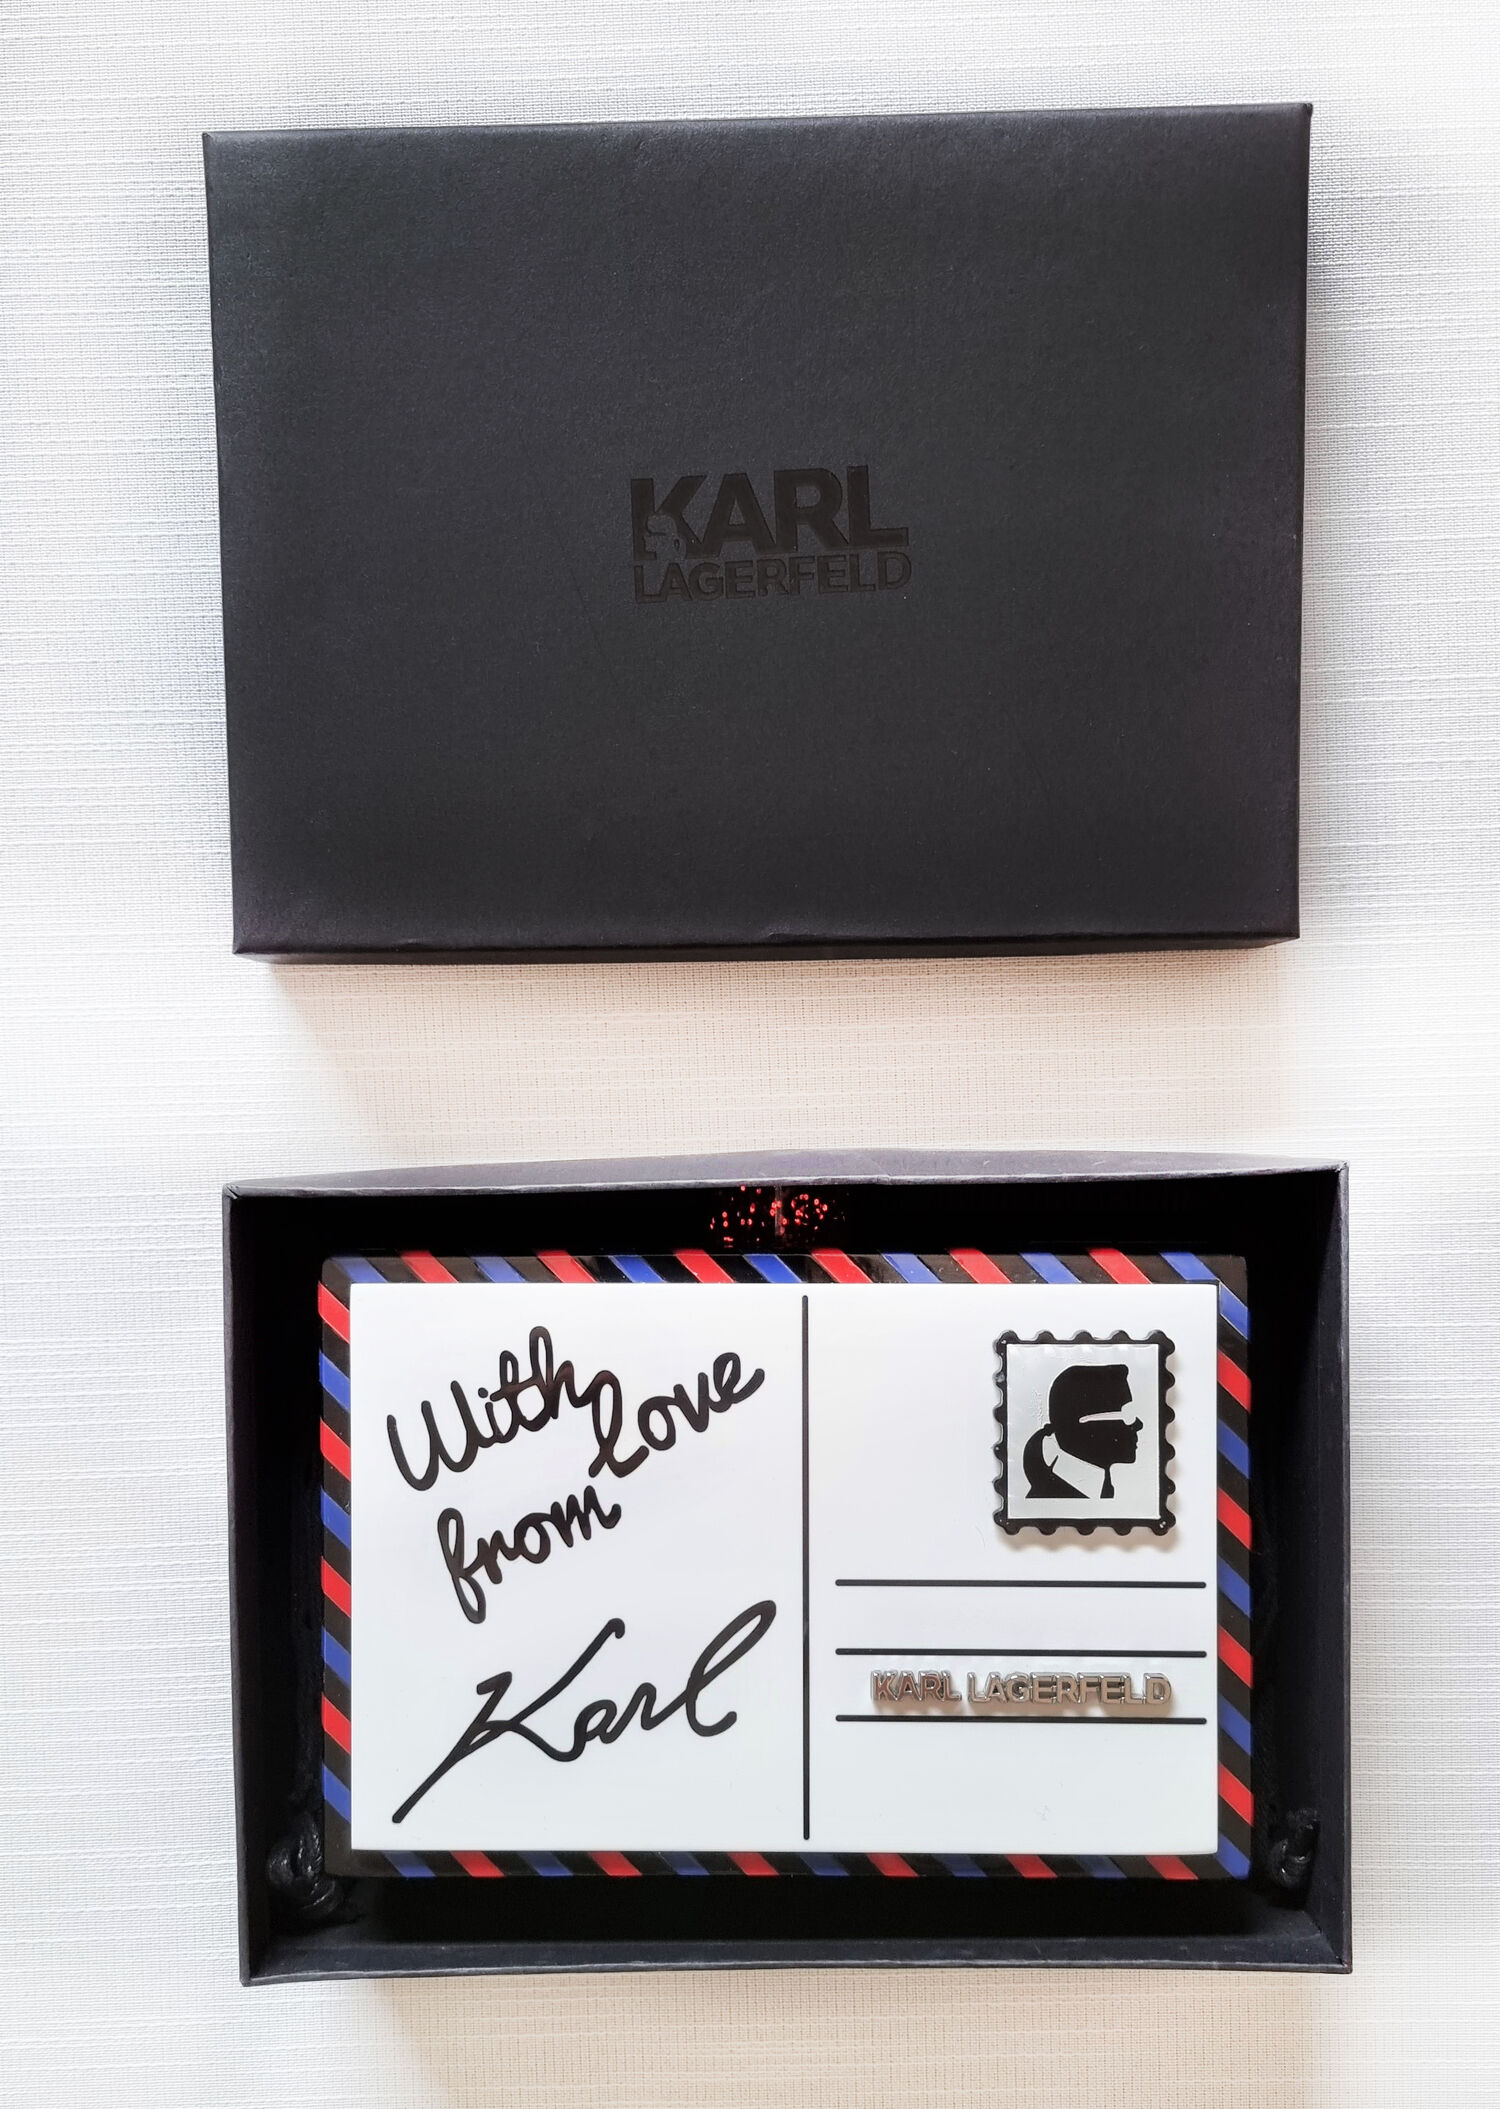 KARL
LAGERFELD
With love
from
Karl
KARL LAGERFELD